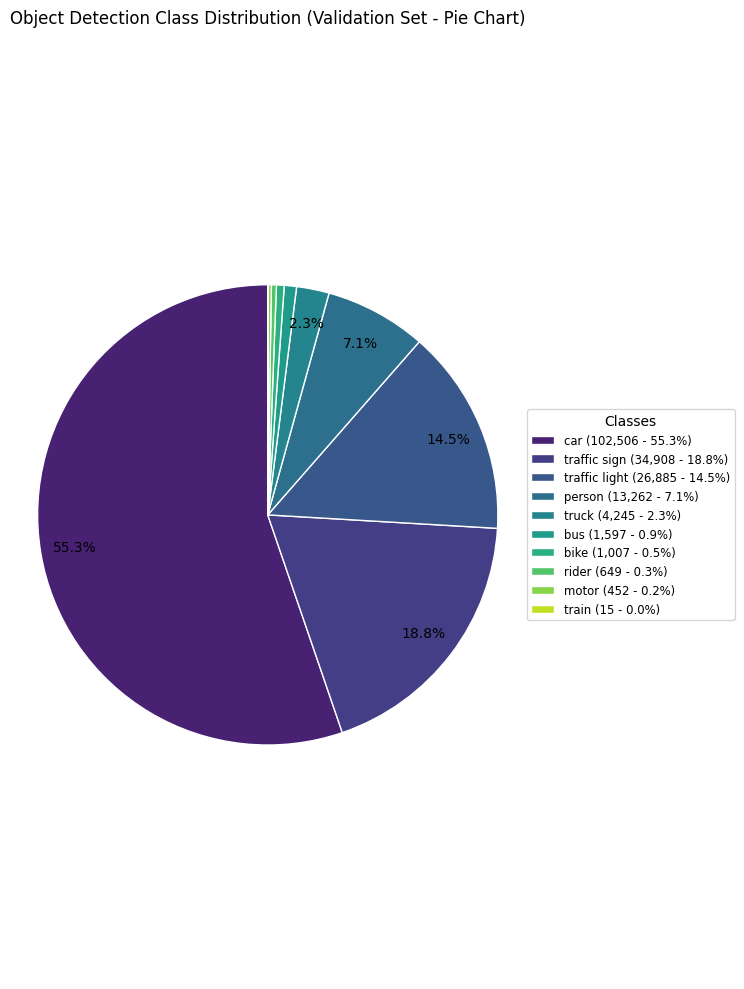 Object Detection Class Distribution (Validation Set - Pie Chart)
2.3%
7.1%
14.5%
55.3%
18.8%
Classes
car (102,506 - 55.3%)
traffic sign (34,908 - 18.8%)
traffic light (26,885 - 14.5%)
person (13,262 - 7.1%)
truck (4,245 - 2.3%)
bus (1,597 - 0.9%)
bike (1,007 - 0.5%)
rider (649 - 0.3%)
motor (452 - 0.2%)
train (15 - 0.0%)